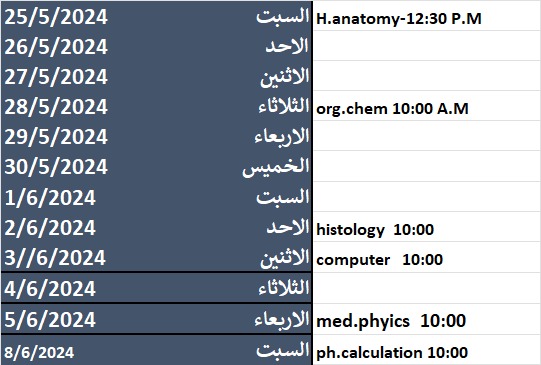 25/5/2024 السبت H.anatomy-12:30 P.M
26/5/2024 الاحد
27/5/2024 الاثنين
28/5/2024 الثلاثاء org.chem 10:00 A.M
29/5/2024 الاربعاء
30/5/2024 الخميس
1/6/2024 السبت
2/6/2024 الاحد histology 10:00
3//6/2024 الاثنين computer 10:00
4/6/2024 الثلاثاء
5/6/2024 الاربعاء med.phyics 10:00
8/6/2024 السبت ph.calculation 10:00